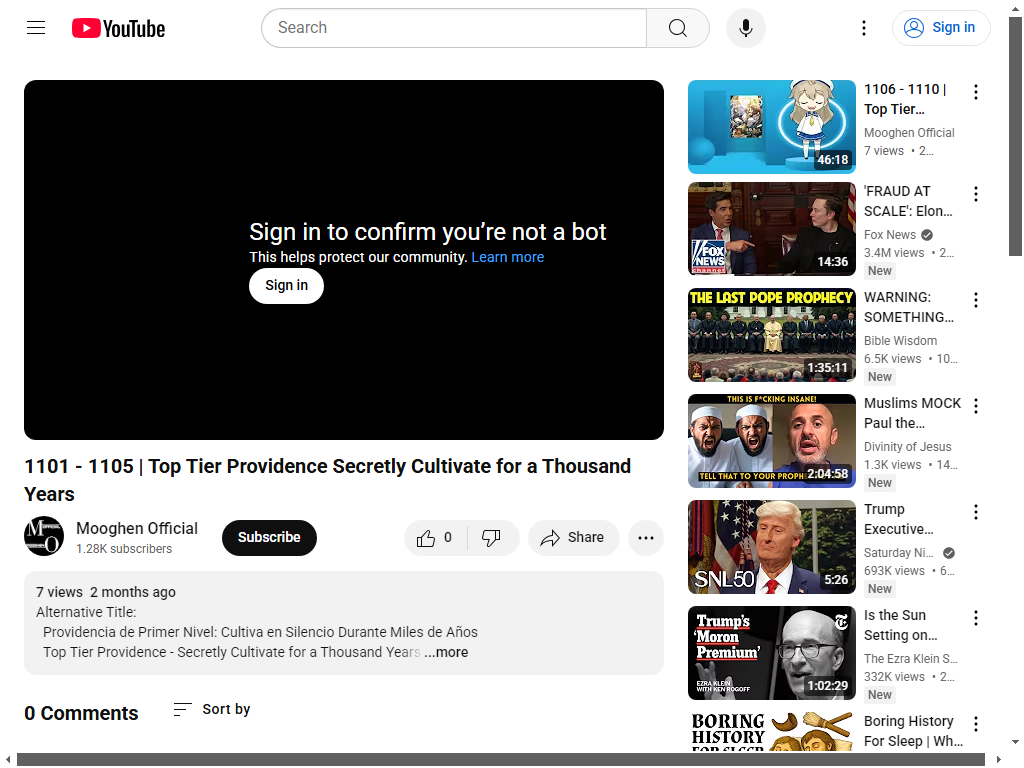 YouTube
Search
Sign in
Sign in to confirm you’re not a bot
This helps protect our community. Learn more
Sign in
1101 - 1105 | Top Tier Providence Secretly Cultivate for a Thousand
Years
Mooghen Official
1.28K subscribers
Subscribe
0
Share
7 views 2 months ago
Alternative Title:
Providencia de Primer Nivel: Cultiva en Silencio Durante Miles de Años
Top Tier Providence - Secretly Cultivate for a Thousand Years ...more
0 Comments
Sort by
46:18
1106 - 1110 |
Top Tier…
Mooghen Official
7 views • 2…
FOX
NEWS
channel
14:36
'FRAUD AT
SCALE': Elon…
Fox News
3.4M views • 2…
New
THE LAST POPE PROPHECY
1:35:11
WARNING:
SOMETHING…
Bible Wisdom
6.5K views • 10…
New
THIS IS F*CKING INSANE!
TELL THAT TO YOUR PROPH
2:04:58
Muslims MOCK
Paul the…
Divinity of Jesus
1.3K views • 14…
New
SNL50
5:26
Trump
Executive…
Saturday Ni…
693K views • 6…
New
Trump's
'Moron
Premium'
EZRA KLEIN
WITH KEN ROGOFF
1:02:29
Is the Sun
Setting on…
The Ezra Klein S…
332K views • 2…
New
BORING
HISTORY
FOR SLEEP
Boring History
For Sleep | Wh…